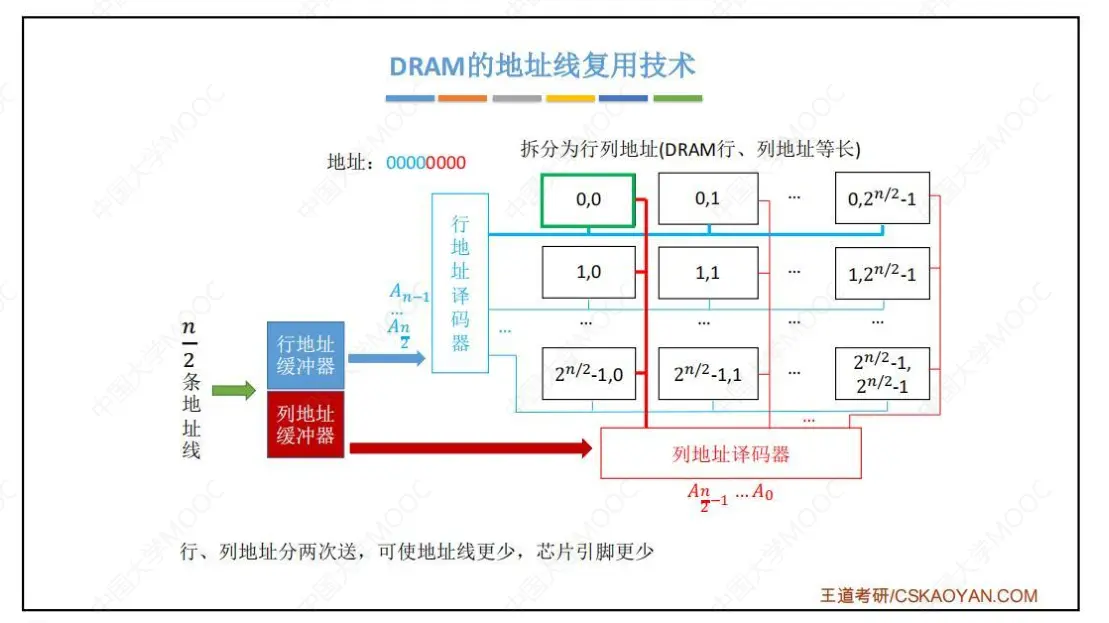 DRAM的地址线复用技术
地址：00000000
拆分为行列地址(DRAM行、列地址等长)
0,0
0,1
...
0,2^{n/2}-1
行地址译码器
1,0
1,1
...
1,2^{n/2}-1
A_{n-1}
...
A_{n/2}
...
...
...
...
...
n/2条地址线
行地址
缓冲器
2^{n/2}-1,0
2^{n/2}-1,1
...
2^{n/2}-1,
2^{n/2}-1
列地址
缓冲器
...
列地址译码器
A_{n/2-1} ...A_0
行、列地址分两次送，可使地址线更少，芯片引脚更少
王道考研/CSKAOYAN.COM
中国大学MOOC